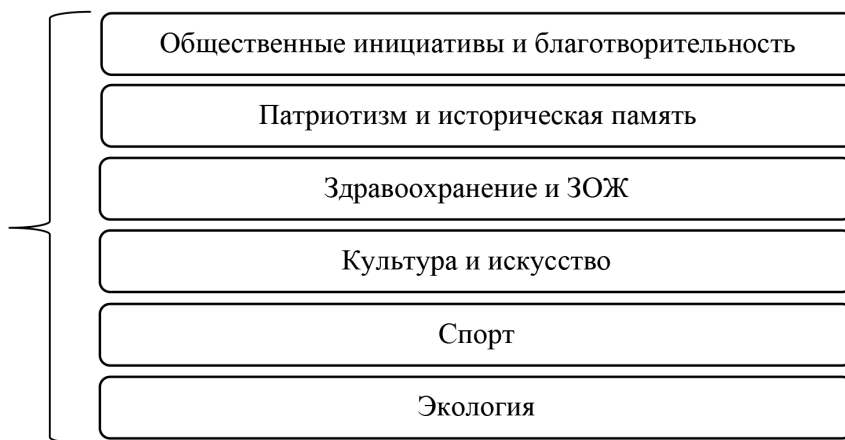 Общественные инициативы и благотворительность
Патриотизм и историческая память
Здравоохранение и ЗОЖ
Культура и искусство
Спорт
Экология